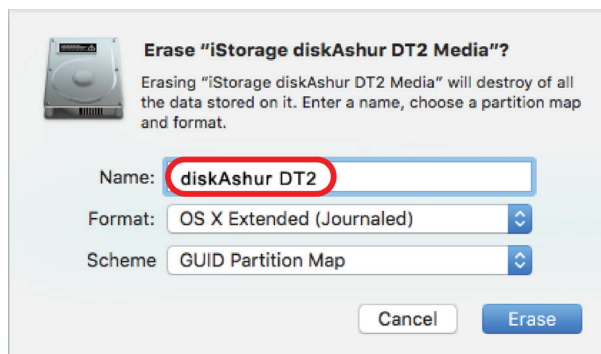 Erase “iStorage diskAshur DT2 Media”?
Erasing “iStorage diskAshur DT2 Media” will destroy of all
the data stored on it. Enter a name, choose a partition map
and format.
Name: diskAshur DT2
Format: OS X Extended (Journaled)
Scheme GUID Partition Map
Cancel Erase